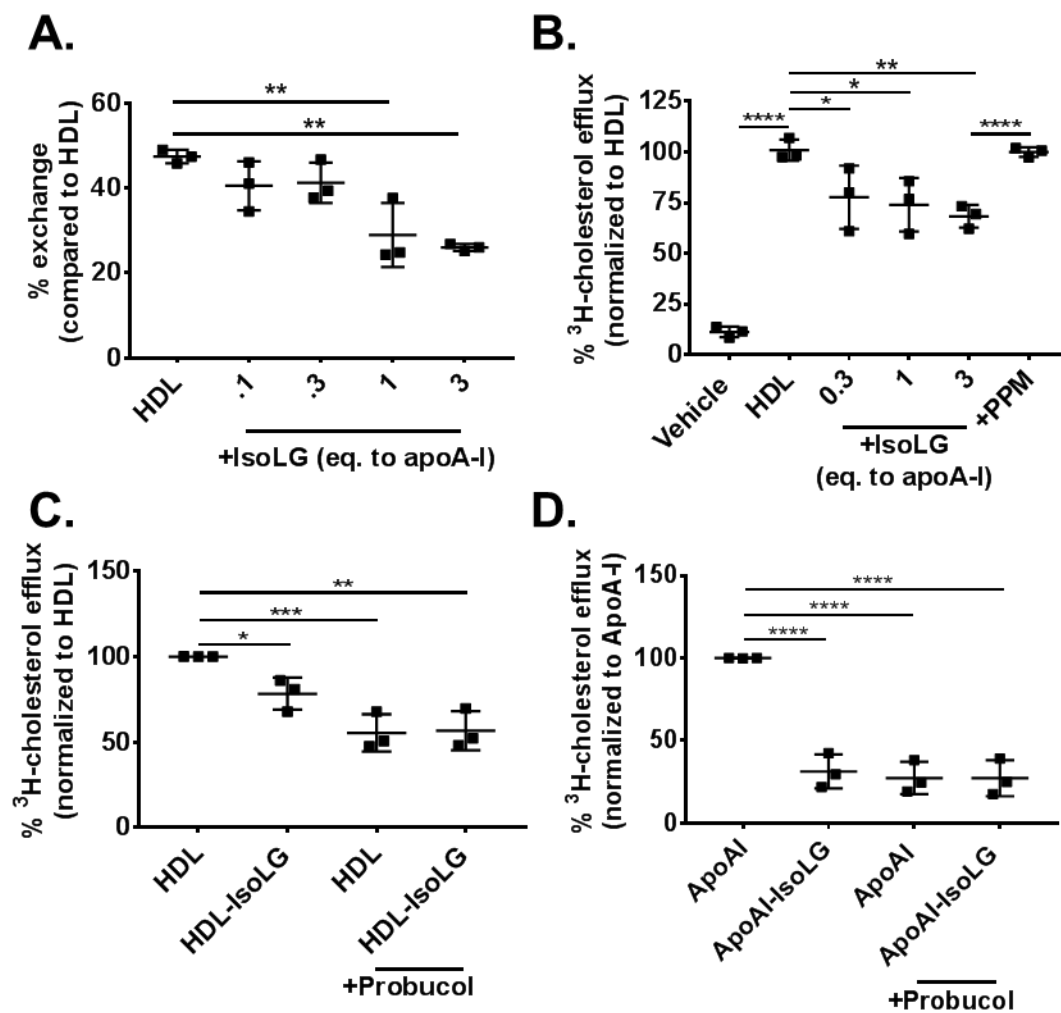 A.
% exchange
(compared to HDL)
60
40
20
0
**
**
HDL
.1
.3
1
3
+IsoLG (eq. to apoA-I)
B.
% ³H-cholesterol efflux
(normalized to HDL)
125
100
75
50
25
0
**
*
*
****
****
Vehicle
HDL
0.3
1
3
+PPM
+IsoLG
(eq. to apoA-I)
C.
% ³H-cholesterol efflux
(normalized to HDL)
150
100
50
0
**
***
*
HDL
HDL-IsoLG
HDL
HDL-IsoLG
+Probucol
D.
% ³H-cholesterol efflux
(normalized to ApoA-I)
150
100
50
0
****
****
****
ApoAI
ApoAI-IsoLG
ApoAI
ApoAI-IsoLG
+Probucol